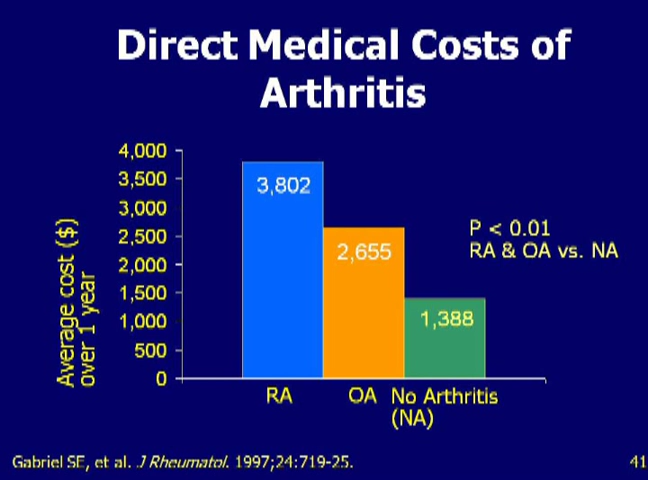 Direct Medical Costs of
Arthritis
Average cost ($)
over 1 year
4,000
3,500
3,000
2,500
2,000
1,500
1,000
500
0
3,802
2,655
1,388
P < 0.01
RA & OA vs. NA
RA
OA
No Arthritis
(NA)
Gabriel SE, et al. J Rheumatol. 1997;24:719-25.
41